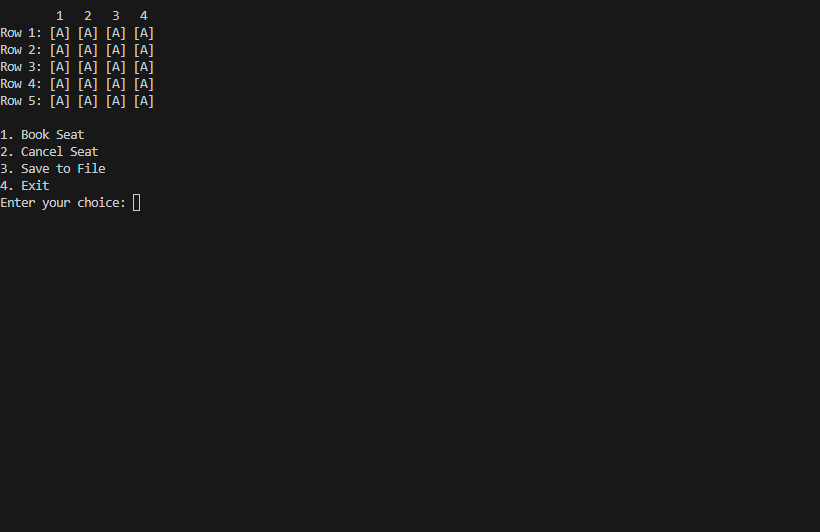 1 2 3 4
Row 1: [A] [A] [A] [A]
Row 2: [A] [A] [A] [A]
Row 3: [A] [A] [A] [A]
Row 4: [A] [A] [A] [A]
Row 5: [A] [A] [A] [A]
1. Book Seat
2. Cancel Seat
3. Save to File
4. Exit
Enter your choice: